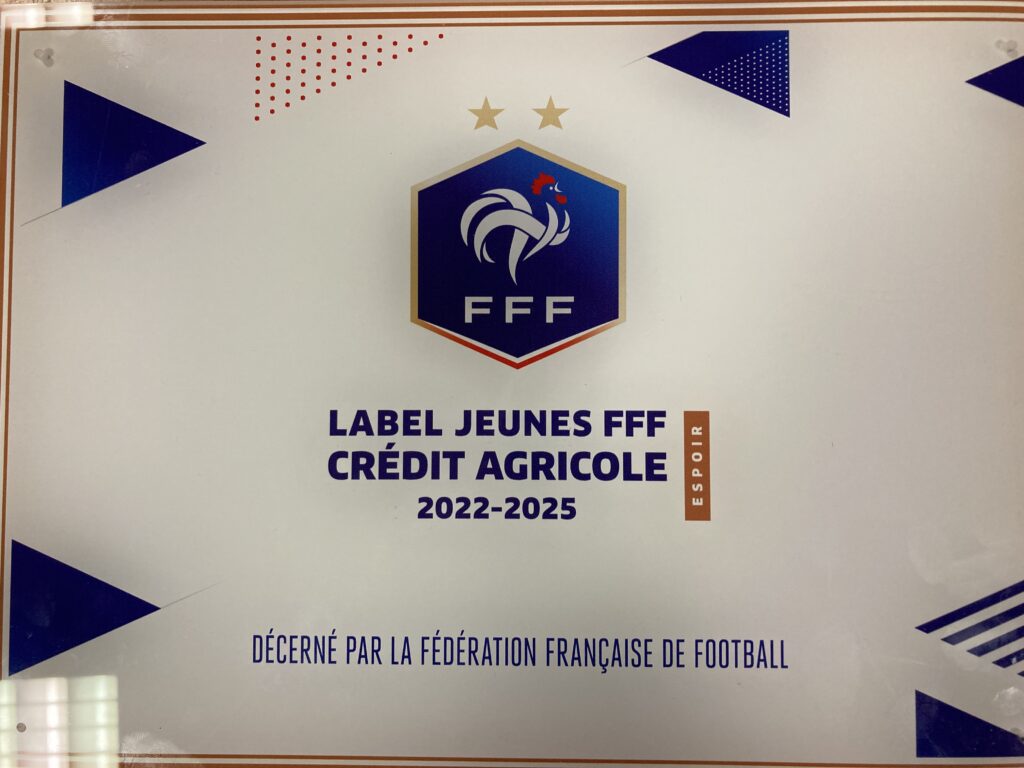 FFF
LABEL JEUNES FFF
CRÉDIT AGRICOLE
2022-2025
ESPOIR
DÉCERNÉ PAR LA FÉDÉRATION FRANÇAISE DE FOOTBALL